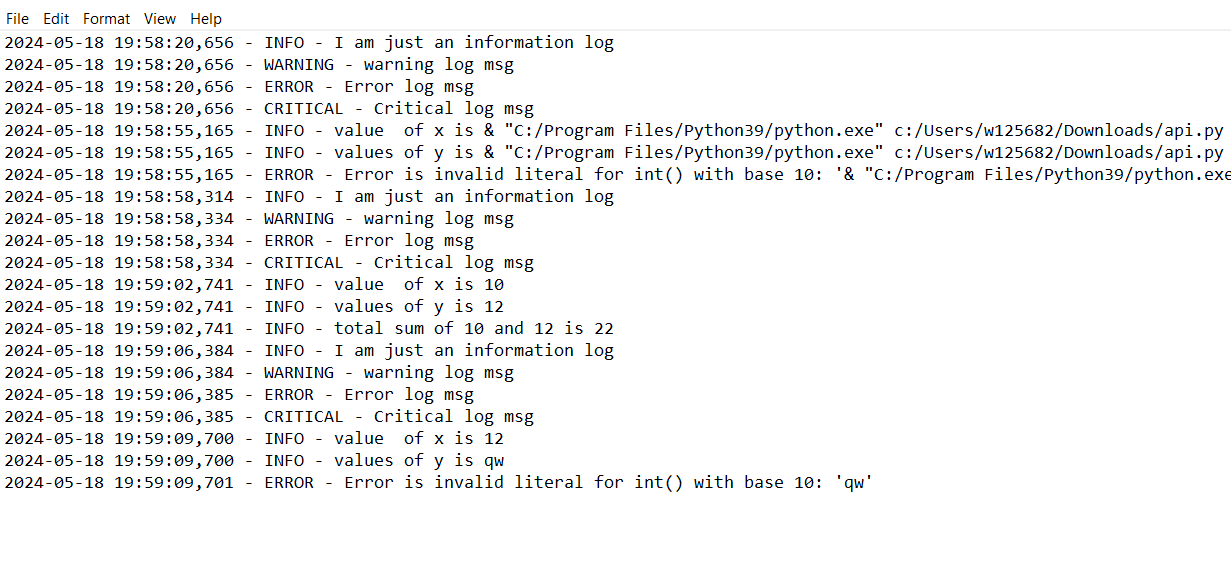 File Edit Format View Help
2024-05-18 19:58:20,656 - INFO - I am just an information log
2024-05-18 19:58:20,656 - WARNING - warning log msg
2024-05-18 19:58:20,656 - ERROR - Error log msg
2024-05-18 19:58:20,656 - CRITICAL - Critical log msg
2024-05-18 19:58:55,165 - INFO - value  of x is & "C:/Program Files/Python39/python.exe" c:/Users/w125682/Downloads/api.py
2024-05-18 19:58:55,165 - INFO - values of y is & "C:/Program Files/Python39/python.exe" c:/Users/w125682/Downloads/api.py
2024-05-18 19:58:55,165 - ERROR - Error is invalid literal for int() with base 10: '& "C:/Program Files/Python39/python.exe
2024-05-18 19:58:58,314 - INFO - I am just an information log
2024-05-18 19:58:58,334 - WARNING - warning log msg
2024-05-18 19:58:58,334 - ERROR - Error log msg
2024-05-18 19:58:58,334 - CRITICAL - Critical log msg
2024-05-18 19:59:02,741 - INFO - value  of x is 10
2024-05-18 19:59:02,741 - INFO - values of y is 12
2024-05-18 19:59:02,741 - INFO - total sum of 10 and 12 is 22
2024-05-18 19:59:06,384 - INFO - I am just an information log
2024-05-18 19:59:06,384 - WARNING - warning log msg
2024-05-18 19:59:06,385 - ERROR - Error log msg
2024-05-18 19:59:06,385 - CRITICAL - Critical log msg
2024-05-18 19:59:09,700 - INFO - value  of x is 12
2024-05-18 19:59:09,700 - INFO - values of y is qw
2024-05-18 19:59:09,701 - ERROR - Error is invalid literal for int() with base 10: 'qw'